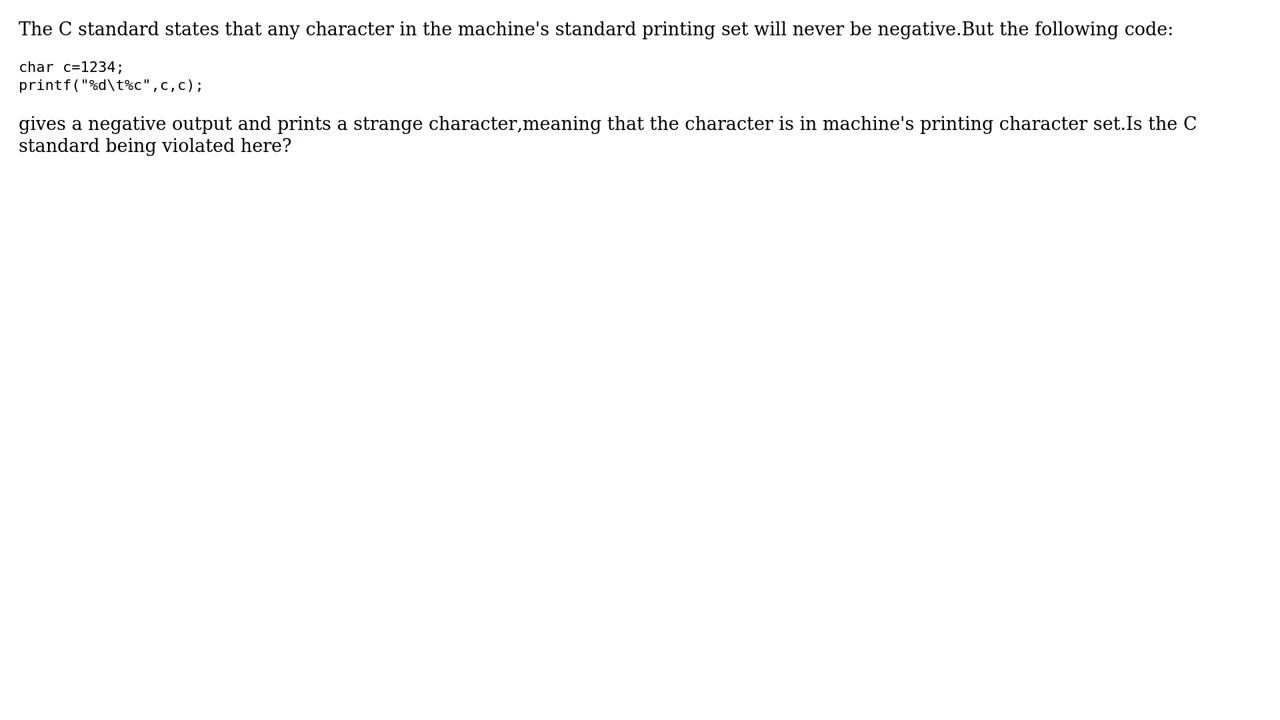 The C standard states that any character in the machine's standard printing set will never be negative.But the following code:
char c=1234;
printf("%d\t%c",c,c);
gives a negative output and prints a strange character,meaning that the character is in machine's printing character set.Is the C
standard being violated here?